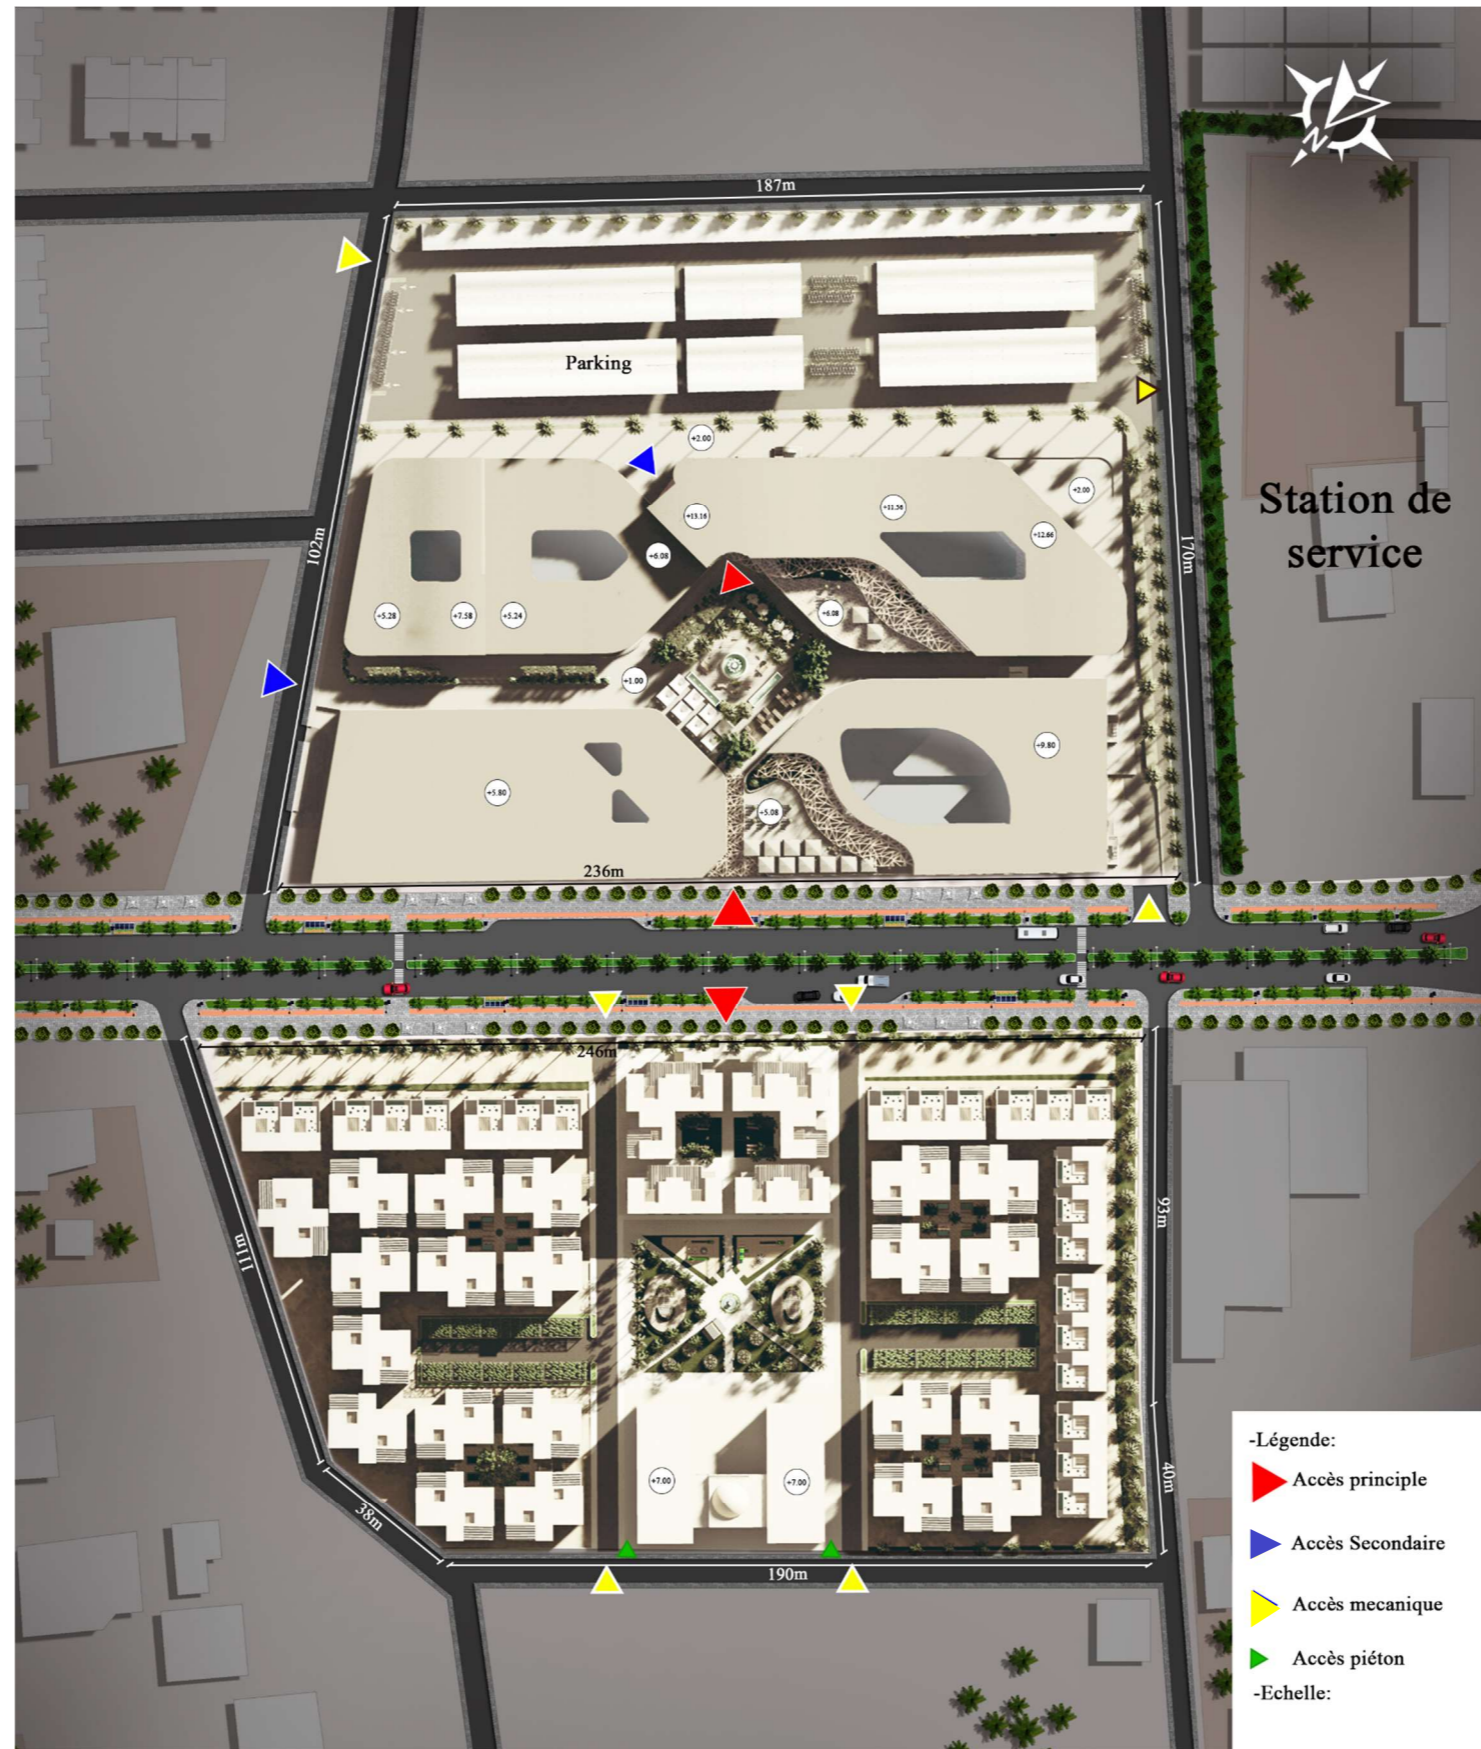 N
187m
Parking
+2.00
+2.00
+13.16
+11.56
+12.66
Station de
service
102m
170m
+6.08
+5.28
+7.58
+5.24
+6.08
+1.00
+9.80
+5.80
+5.08
236m
246m
111m
93m
-Légende:
Accès principle
40m
+7.00
+7.00
38m
Accès Secondaire
190m
Accès mecanique
Accès piéton
-Echelle: